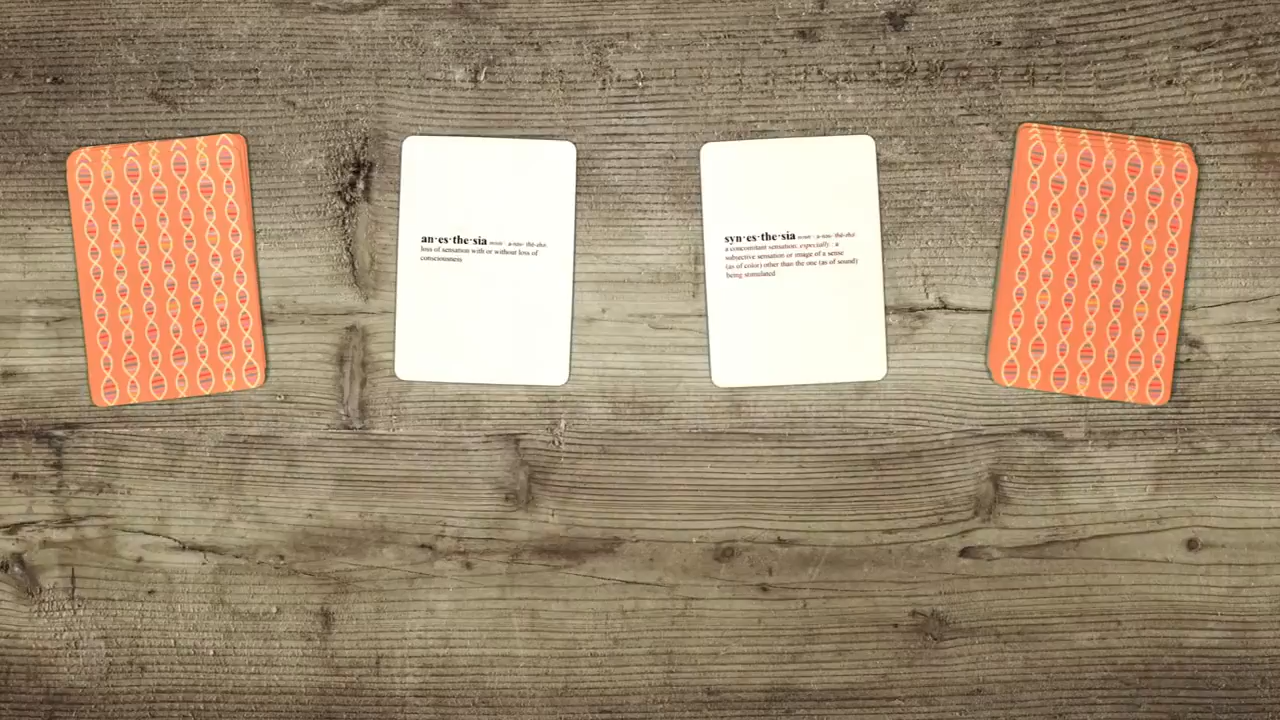 an·es·the·sia noun
loss of sensation with or without loss of
consciousness
syn·es·the·sia noun
a concomitant sensation; especially : a
subjective sensation or image of a sense
(as of color) other than the one (as of sound)
being stimulated